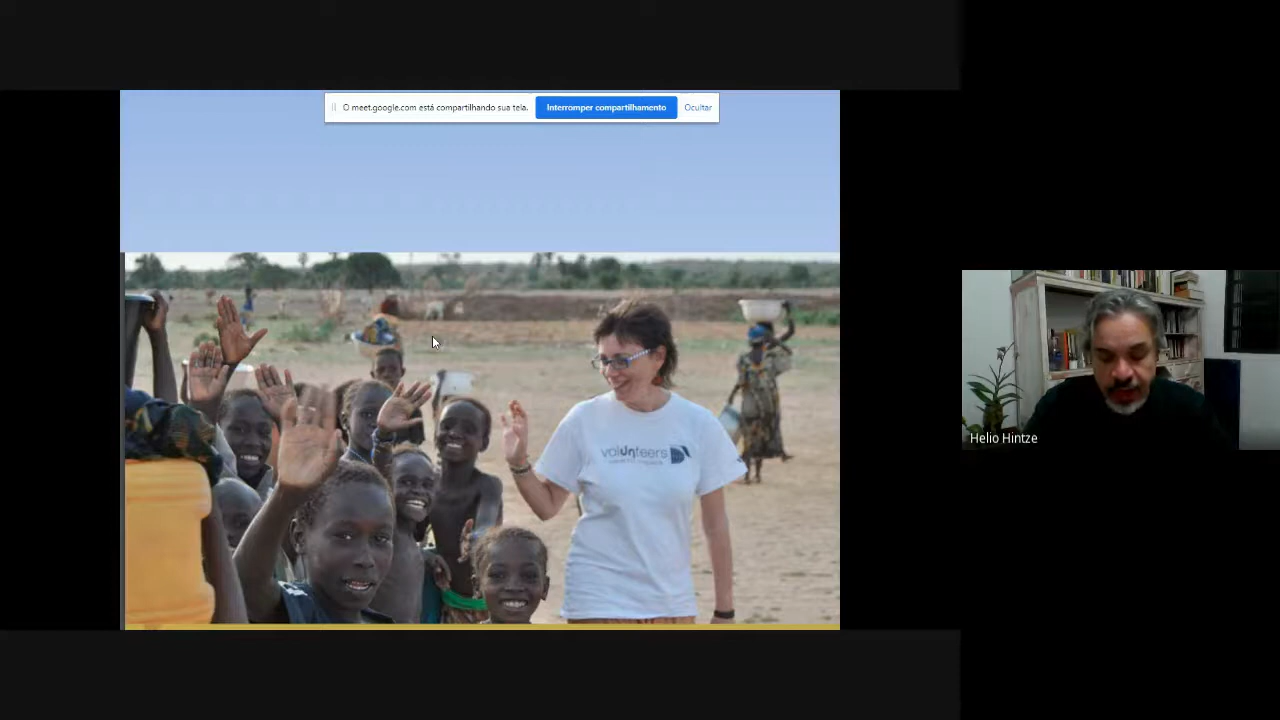 O meet.google.com está compartilhando sua tela.
Interromper compartilhamento
Ocultar
volunteers
Helio Hintze